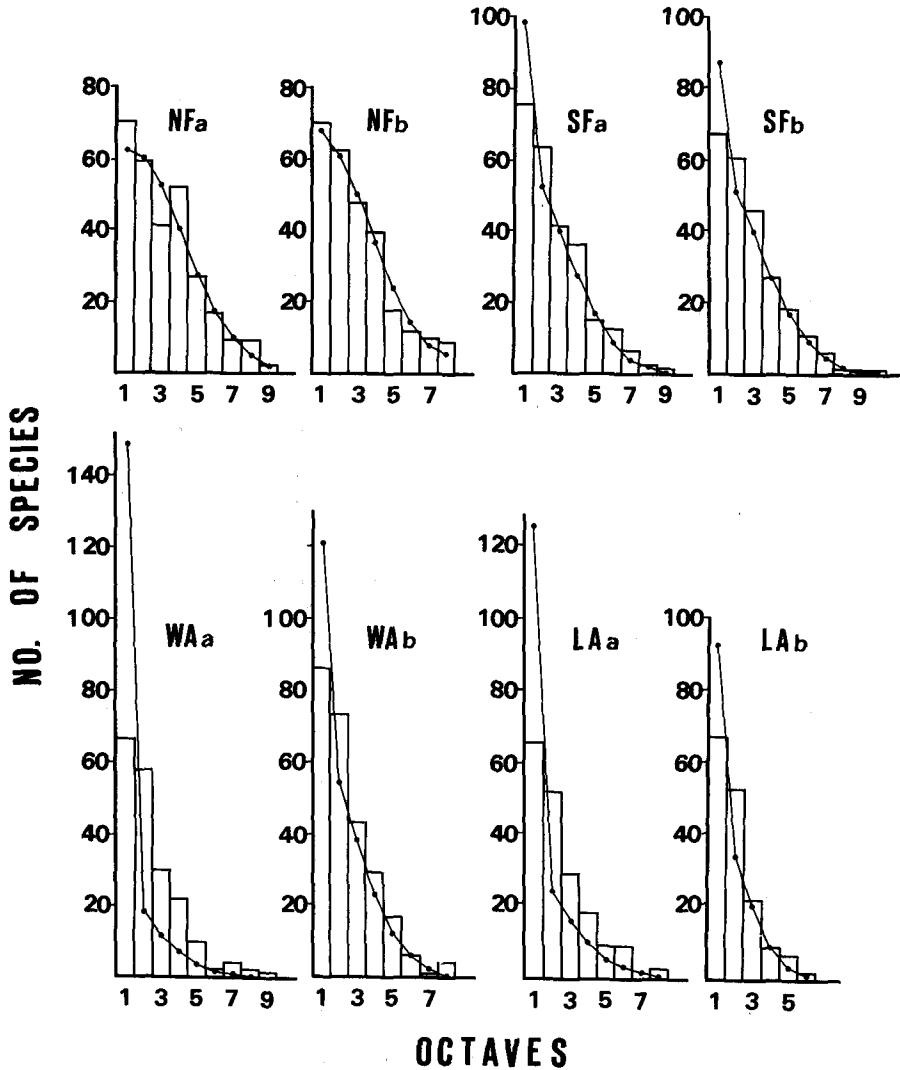 NO. OF SPECIES
80 60 40 20
NFa
1 3 5 7 9
80 60 40 20
NFb
1 3 5 7
100 80 60 40 20
SFa
1 3 5 7 9
100 80 60 40 20
SFb
1 3 5 7 9
140 120 100 80 60 40 20
WAa
1 3 5 7 9
100 80 60 40 20
WAb
1 3 5 7
120 100 80 60 40 20
LAa
1 3 5 7
100 80 60 40 20
LAb
1 3 5
OCTAVES